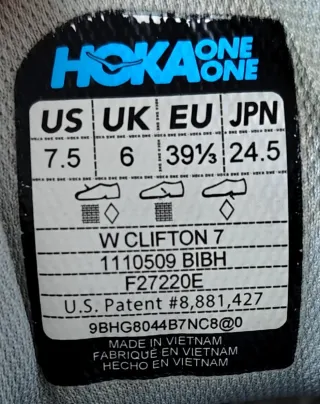 HOKA ONE ONE
US UK EU JPN
7.5 6 39⅓ 24.5
W CLIFTON 7
1110509 BIBH
F27220E
U.S. Patent #8,881,427
9BHG8044B7NC8@0
MADE IN VIETNAM
FABRIQUÉ EN VIETNAM
HECHO EN VIETNAM